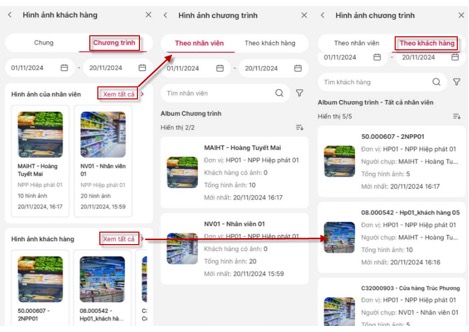 Hình ảnh khách hàng
Chung
Chương trình
01/11/2024 - 20/11/2024
Hình ảnh của nhân viên
Xem tất cả
MAIHT - Hoàng
Tuyết Mai
NPP Hiệp phát 01
10 hình ảnh
20/11/2024, 16:17
NV01 - Nhân viên
01
NPP Hiệp phát 01
20 hình ảnh
20/11/2024, 15:59
Hình ảnh khách hàng
Xem tất cả
50.000607 -
2NPP01
08.000542 -
Hp01_khách hà...
C32
Cửa
Hình ảnh chương trình
Theo nhân viên
Theo khách hàng
01/11/2024 - 20/11/2024
Tìm nhân viên
Album Chương trình
Hiển thị 2/2
MAIHT - Hoàng Tuyết Mai
Đơn vị: HP01 - NPP Hiệp phát 01
Khách hàng có ảnh: 0
Tổng hình ảnh: 10
Mới nhất: 20/11/2024 16:17
NV01 - Nhân viên 01
Đơn vị: HP01 - NPP Hiệp phát 01
Khách hàng có ảnh: 0
Tổng hình ảnh: 20
Mới nhất: 20/11/2024 15:59
Hình ảnh chương trình
Theo nhân viên
Theo khách hàng
01/11/2024 - 20/11/2024
Tìm khách hàng
Album Chương trình - Tất cả nhân viên
Hiển thị 5/5
50.000607 - 2NPP01
Đơn vị: HP01 - NPP Hiệp phát 01
Người chụp: MAIHT - Hoàng Tu...
Tổng hình ảnh: 5
Mới nhất: 20/11/2024 16:17
08.000542 - Hp01_khách hàng 05
Đơn vị: HP01 - NPP Hiệp phát 01
Người chụp: MAIHT - Hoàng Tu...
Tổng hình ảnh: 10
Mới nhất: 20/11/2024 16:16
C32000903 - Cửa hàng Trúc Phương
Đơn vị: HP01 - NPP Hiệp phát 01
Người chụp: NV01 - Nhân viên 01
Tổng hình ảnh: 5